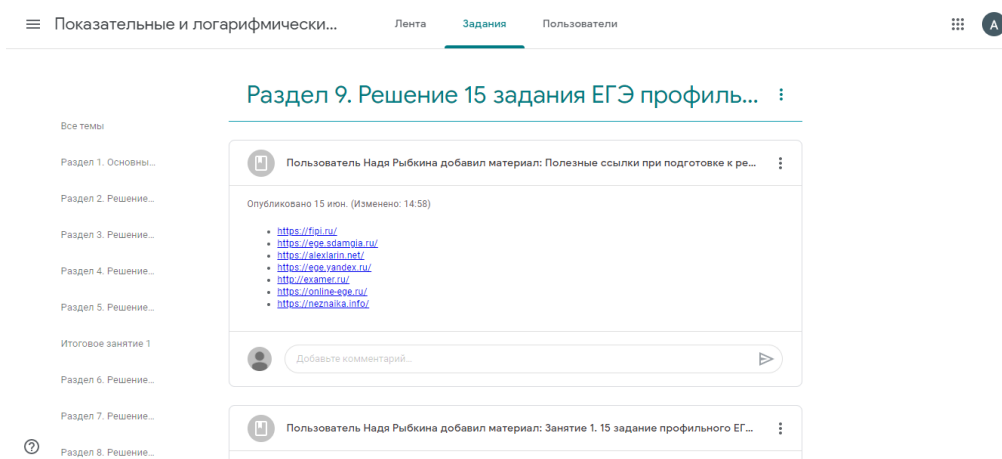 Показательные и логарифмически...
Лента
Задания
Пользователи
A
Раздел 9. Решение 15 задания ЕГЭ профиль...
Все темы
Раздел 1. Основны...
Раздел 2. Решение...
Раздел 3. Решение...
Раздел 4. Решение...
Раздел 5. Решение...
Итоговое занятие 1
Раздел 6. Решение...
Раздел 7. Решение...
Раздел 8. Решение...
Пользователь Надя Рыбкина добавил материал: Полезные ссылки при подготовке к ре...
Опубликовано 15 июн. (Изменено: 14:58)
https://fipi.ru/
https://ege.sdamgia.ru/
https://alexlarin.net/
https://ege.yandex.ru/
http://examer.ru/
https://online-ege.ru/
https://neznaika.info/
Добавьте комментарий...
Пользователь Надя Рыбкина добавил материал: Занятие 1. 15 задание профильного ЕГ...